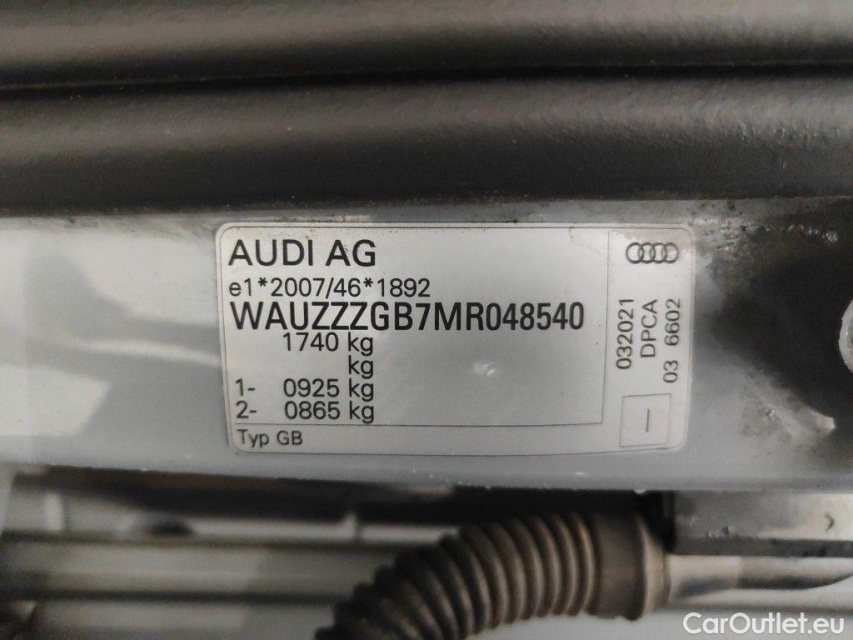 AUDI AG
e1*2007/46*1892
WAUZZZGB7MR048540
1740 kg
kg
1- 0925 kg
2- 0865 kg
Typ GB
032021
DPCA
03 6602
CarOutlet.eu